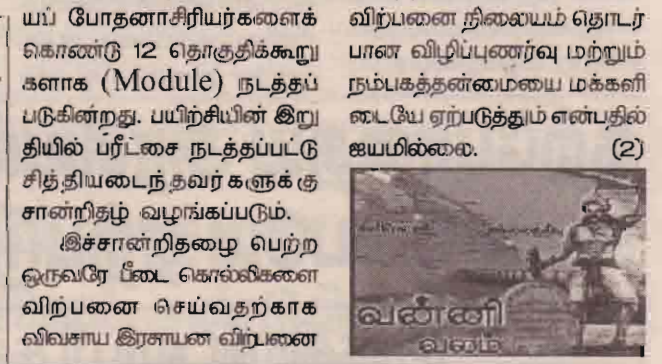 யப் போதனாசிரியர்களைக்
கொண்டு 12 தொகுதிக்கூறு
களாக (Module) நடத்தப்
படுகின்றது. பயிற்சியின் இறு
தியில் பரீட்சை நடத்தப்பட்டு
சித்தியடைந்தவர்களுக்கு
சான்றிதழ் வழங்கப்படும்.
இச்சான்றிதழை பெற்ற
ஒருவரே பீடை கொல்லிகளை
விற்பனை செய்வதற்காக
விவசாய இரசாயன விற்பனை
விற்பனை நிலையம் தொடர்
பான விழிப்புணர்வு மற்றும்
நம்பகத்தன்மையை மக்களி
டையே ஏற்படுத்தும் என்பதில்
ஐயமில்லை. (2)
வன்னி
வளம்